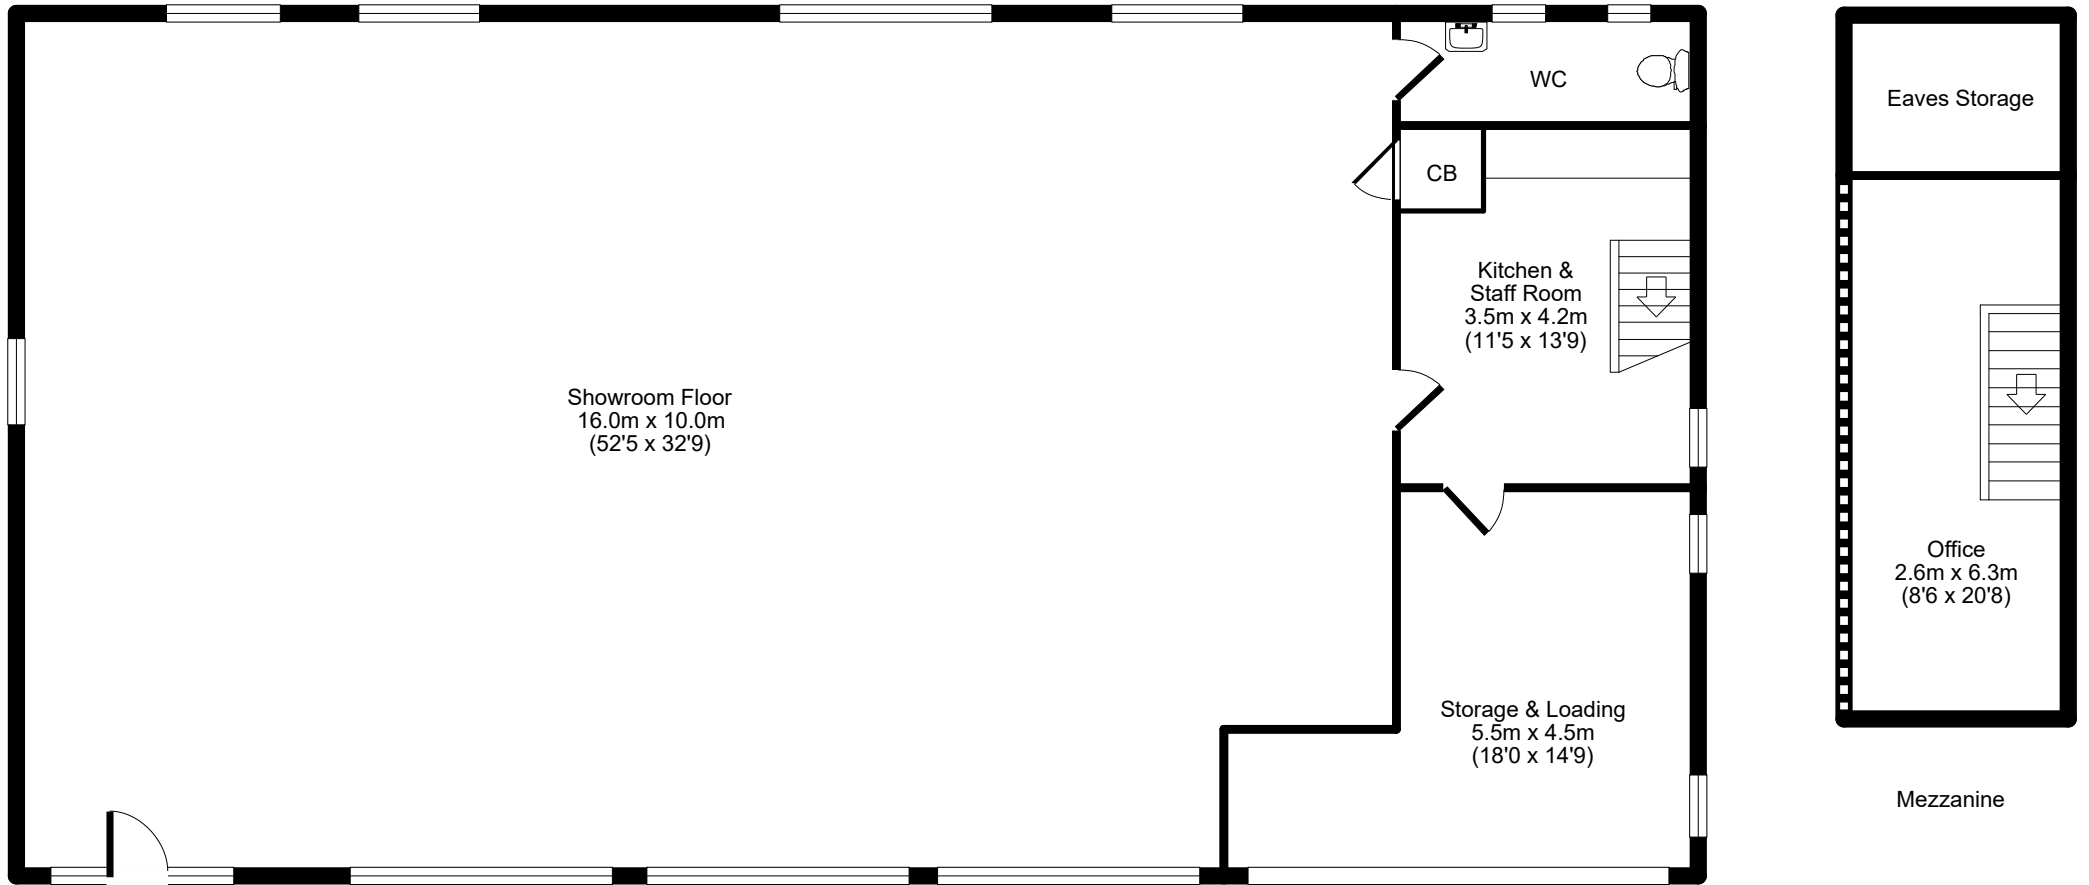 WC
CB
Kitchen &
Staff Room
3.5m x 4.2m
(11'5 x 13'9)
Showroom Floor
16.0m x 10.0m
(52'5 x 32'9)
Storage & Loading
5.5m x 4.5m
(18'0 x 14'9)
Eaves Storage
Office
2.6m x 6.3m
(8'6 x 20'8)
Mezzanine